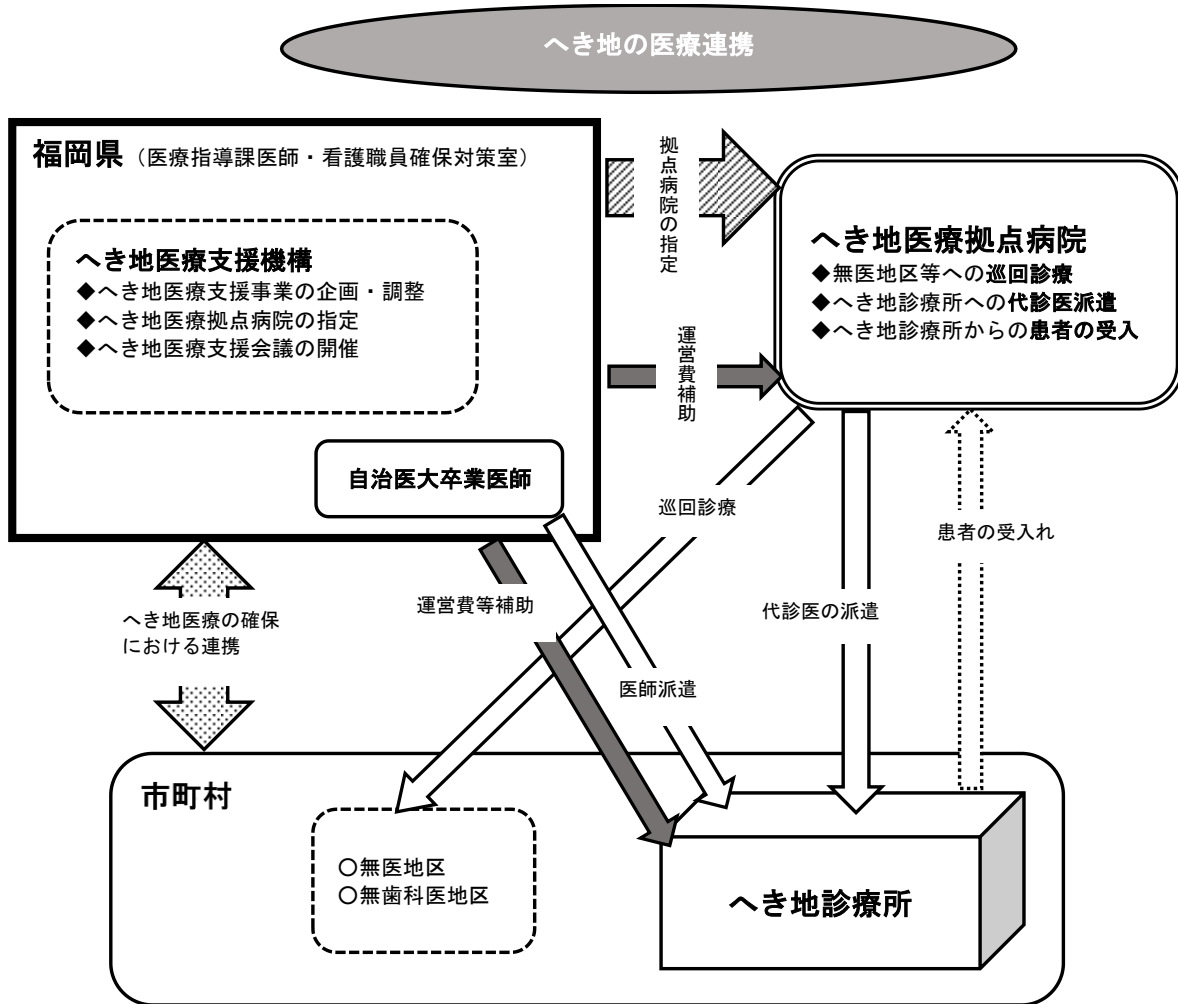 へき地の医療連携
福岡県（医療指導課医師・看護職員確保対策室）
へき地医療支援機構
◆へき地医療支援事業の企画・調整
◆へき地医療拠点病院の指定
◆へき地医療支援会議の開催
自治医大卒業医師
拠点病院の指定
運営費補助
へき地医療拠点病院
◆無医地区等への巡回診療
◆へき地診療所への代診医派遣
◆へき地診療所からの患者の受入
巡回診療
患者の受入れ
へき地医療の確保
における連携
運営費等補助
代診医の派遣
医師派遣
市町村
○無医地区
○無歯科医地区
へき地診療所